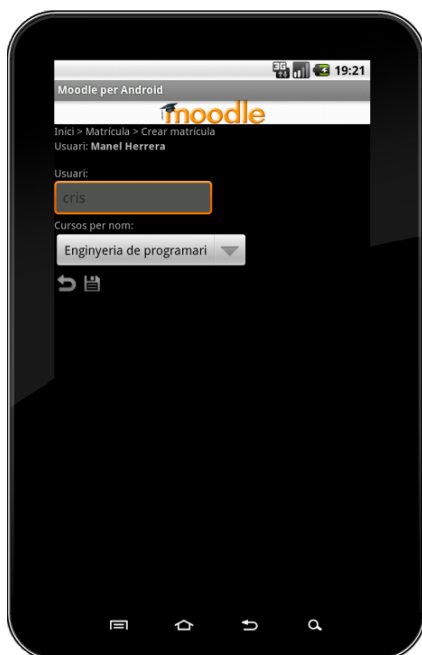 3G 19:21
Moodle per Android
moodle
Inici > Matrícula > Crear matrícula
Usuari: Manel Herrera
Usuari:
cris
Cursos per nom:
Enginyeria de programari